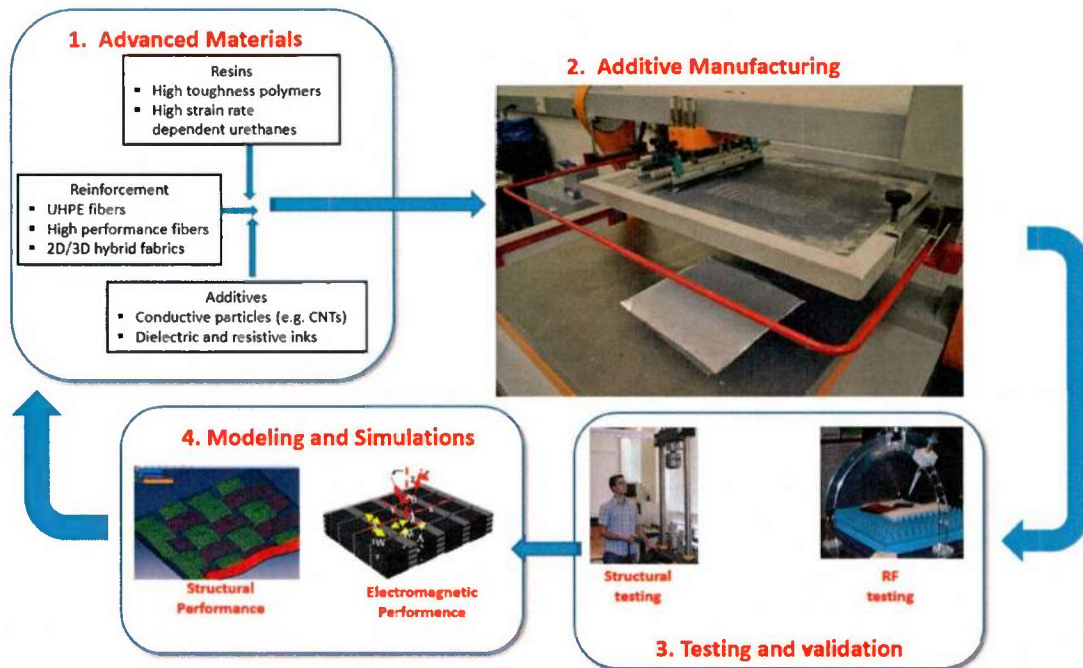 1. Advanced Materials
Resins
▪ High toughness polymers
▪ High strain rate
dependent urethanes
Reinforcement
▪ UHPE fibers
▪ High performance fibers
▪ 2D/3D hybrid fabrics
Additives
▪ Conductive particles (e.g. CNTs)
▪ Dielectric and resistive inks
2. Additive Manufacturing
4. Modeling and Simulations
Structural
Performance
Electromagnetic
Performence
Structural
testing
RF
testing
3. Testing and validation